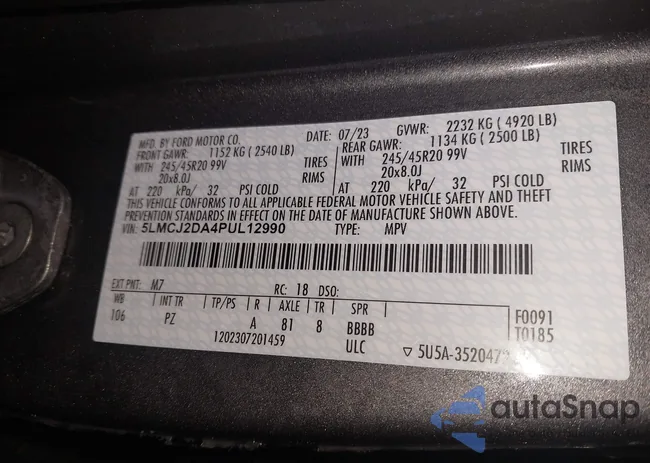 MFD. BY FORD MOTOR CO.
DATE: 07/23 GVWR: 2232 KG ( 4920 LB)
FRONT GAWR: 1152 KG ( 2540 LB)
REAR GAWR: 1134 KG ( 2500 LB)
WITH 245/45R20 99V TIRES
WITH 245/45R20 99V TIRES
20x8.0J RIMS
20x8.0J RIMS
AT 220 kPa/ 32 PSI COLD
AT 220 kPa/ 32 PSI COLD
THIS VEHICLE CONFORMS TO ALL APPLICABLE FEDERAL MOTOR VEHICLE SAFETY AND THEFT
PREVENTION STANDARDS IN EFFECT ON THE DATE OF MANUFACTURE SHOWN ABOVE.
VIN: 5LMCJ2DA4PUL12990 TYPE: MPV
EXT PNT: M7 RC: 18 DSO:
WB INT TR TP/PS R AXLE TR SPR
106 PZ A 81 8 BBBB
F0091
T0185
1202307201459 ULC
▽ 5U5A-35204
autaSnap